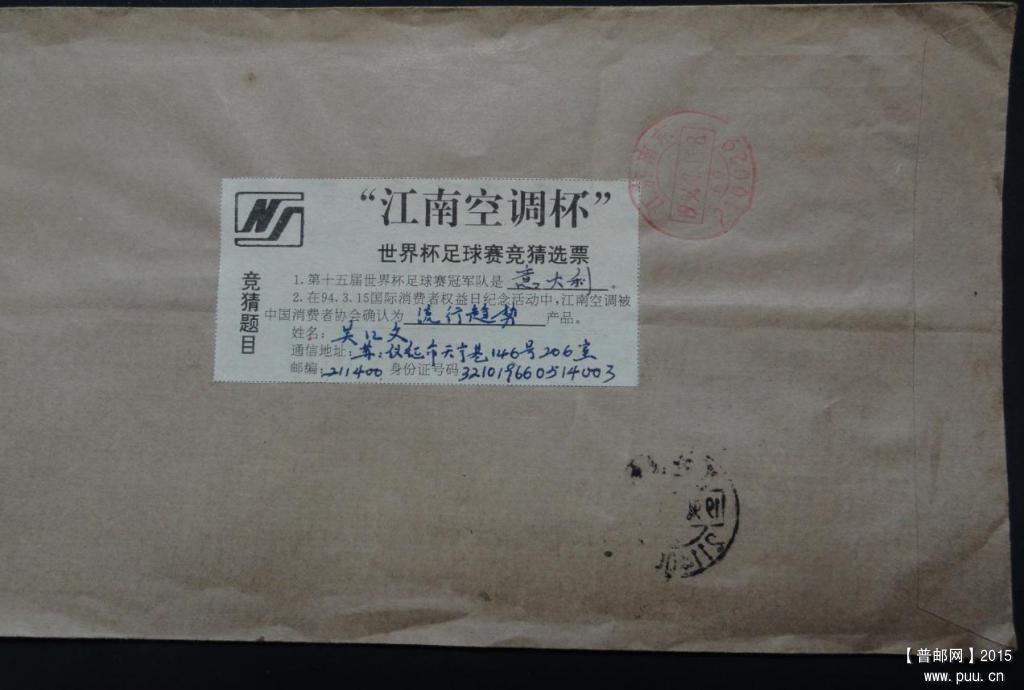 “江南空调杯”
世界杯足球赛竞猜选票
竞猜题目
1.第十五届世界杯足球赛冠军队是 意大利 。
2.在94.3.15国际消费者权益日纪念活动中,江南空调被
中国消费者协会确认为 流行趋势 产品。
姓名: 吴江文
通信地址: 苏:仪征市天宁巷146号206室
邮编: 211400 身份证号码 321019660514003
【普邮网】2015
www.puu.cn